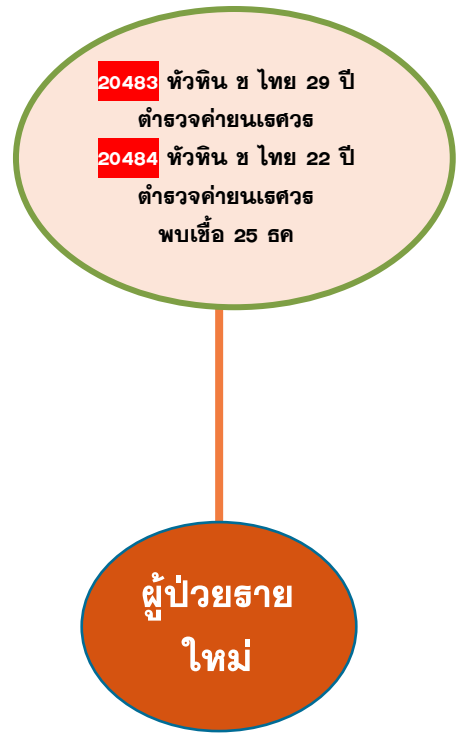 20483 หัวหิน ช ไทย 29 ปี
ตำรวจค่ายนเรศวร
20484 หัวหิน ช ไทย 22 ปี
ตำรวจค่ายนเรศวร
พบเชื้อ 25 ธค
ผู้ป่วยราย
ใหม่